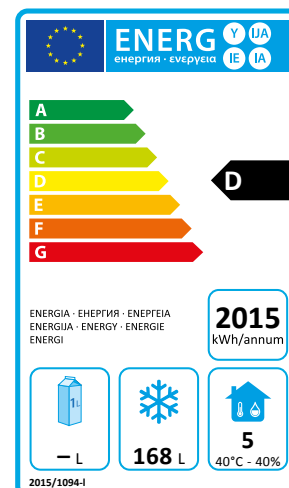 ENERG Y IJA
енергия · ενεργεια IE IA
A
B
C
D
D
E
F
G
ENERGIA · ЕНЕРГИЯ · ΕΝΕΡΓΕΙΑ
ENERGIJA · ENERGY · ENERGIE
ENERGI
2015
kWh/annum
1L
– L
168 L
5
40°C - 40%
2015/1094-I